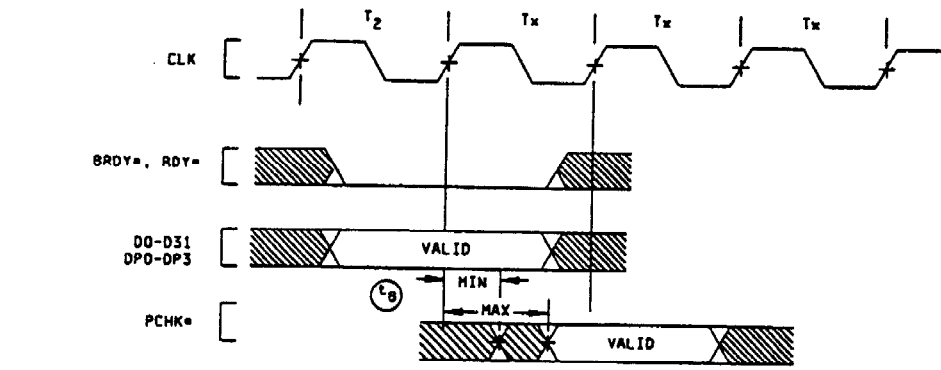 T2 Tx Tx Tx
CLK
BRDY*, RDY*
D0-D31
DP0-DP3
VALID
MIN
t8
MAX
PCHK*
VALID